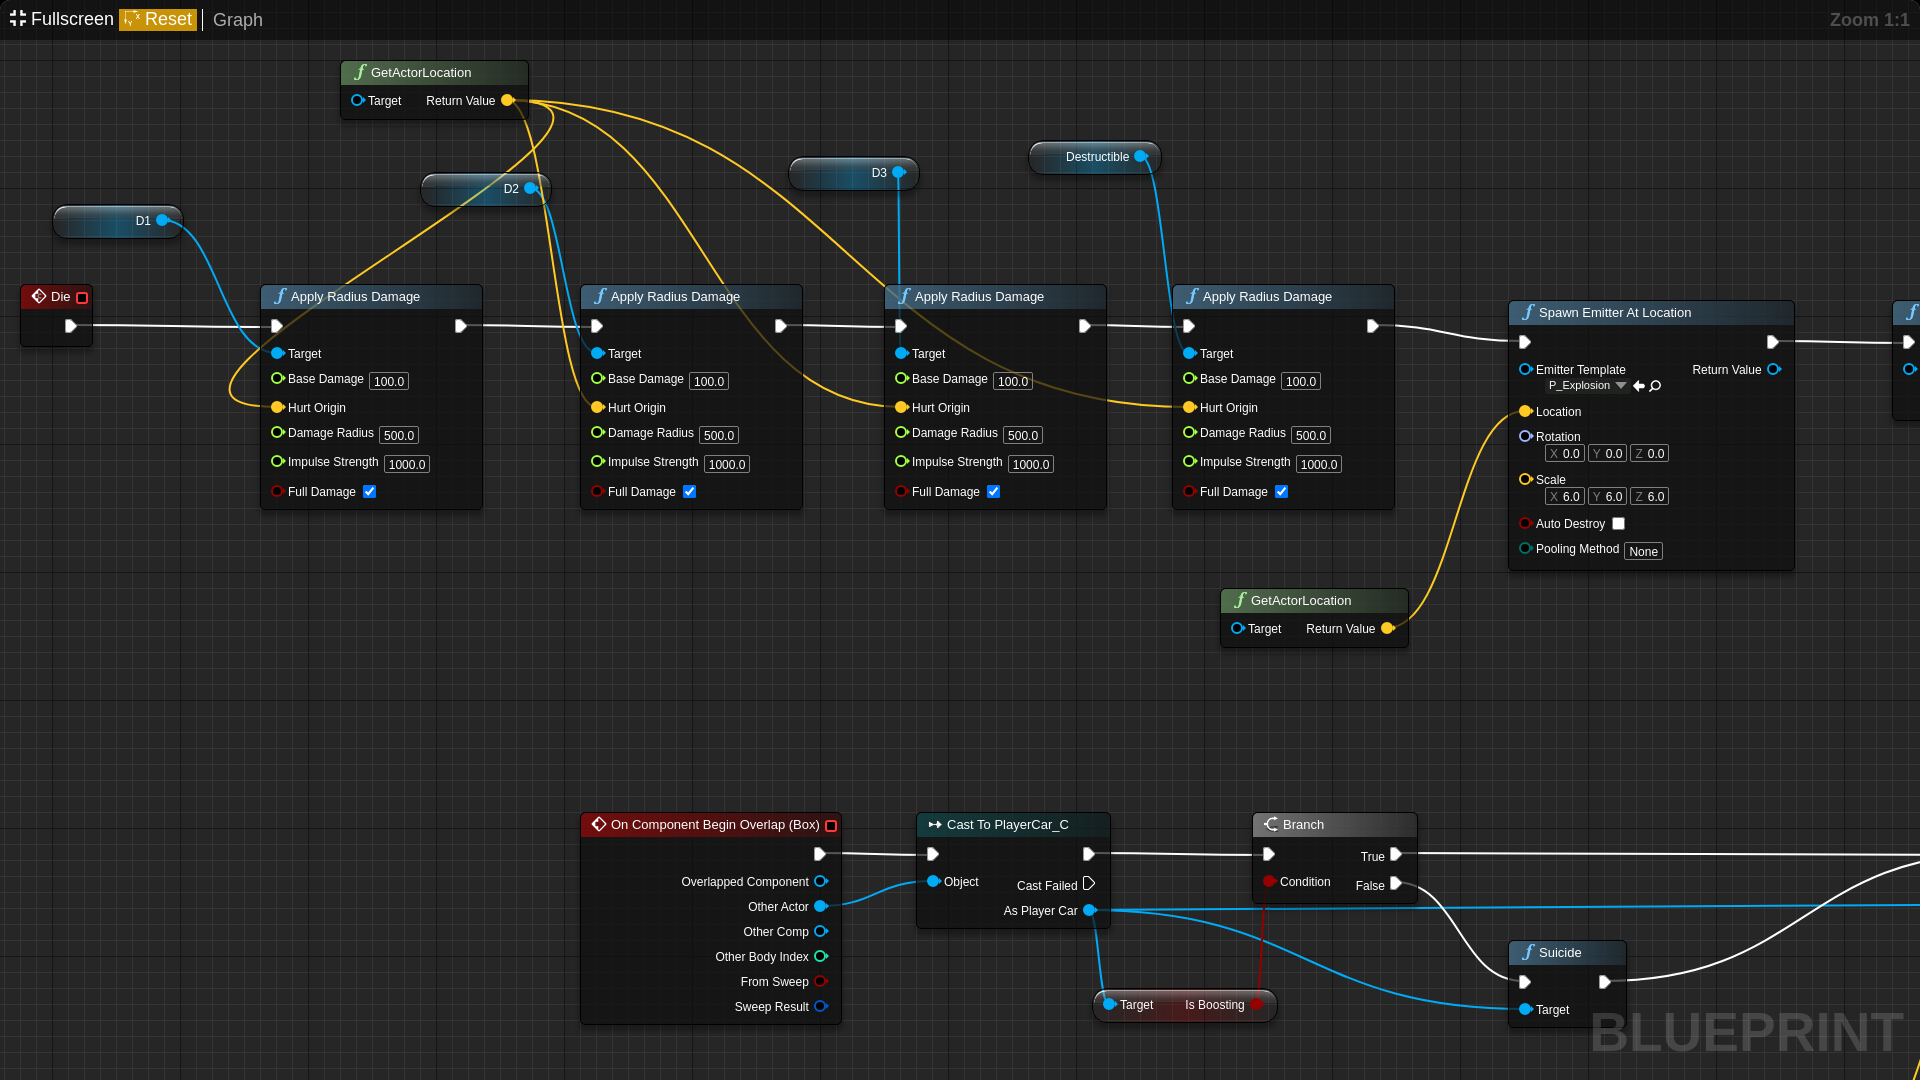 Fullscreen Reset Graph Zoom 1:1
GetActorLocation
Target Return Value
D1
D2
D3
Destructible
Die
Apply Radius Damage
Target
Base Damage 100.0
Hurt Origin
Damage Radius 500.0
Impulse Strength 1000.0
Full Damage
Apply Radius Damage
Target
Base Damage 100.0
Hurt Origin
Damage Radius 500.0
Impulse Strength 1000.0
Full Damage
Apply Radius Damage
Target
Base Damage 100.0
Hurt Origin
Damage Radius 500.0
Impulse Strength 1000.0
Full Damage
Apply Radius Damage
Target
Base Damage 100.0
Hurt Origin
Damage Radius 500.0
Impulse Strength 1000.0
Full Damage
Spawn Emitter At Location
Emitter Template Return Value
P_Explosion
Location
Rotation
X 0.0 Y 0.0 Z 0.0
Scale
X 6.0 Y 6.0 Z 6.0
Auto Destroy
Pooling Method None
GetActorLocation
Target Return Value
On Component Begin Overlap (Box)
Overlapped Component
Other Actor
Other Comp
Other Body Index
From Sweep
Sweep Result
Cast To PlayerCar_C
Object
Cast Failed
As Player Car
Branch
True
Condition False
Target Is Boosting
Suicide
Target
BLUEPRINT